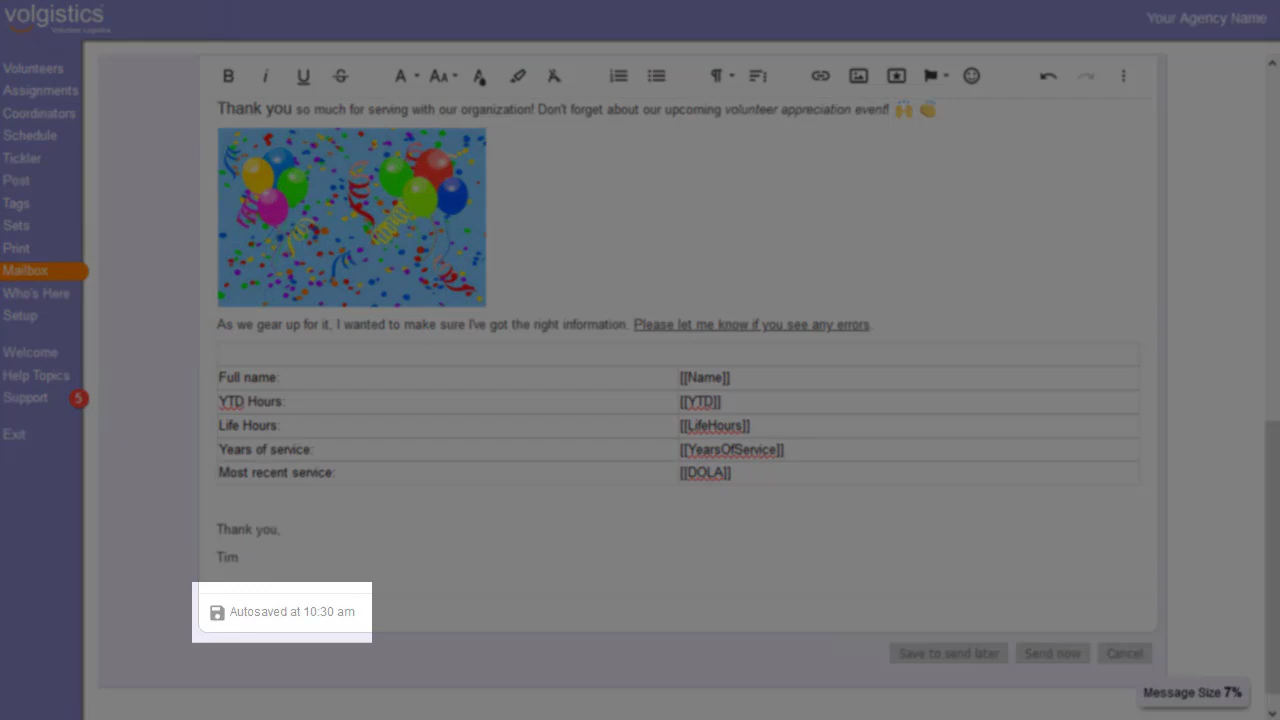 volgistics
Volunteer Logistics
Your Agency Name
Volunteers
Assignments
Coordinators
Schedule
Tickler
Post
Tags
Sets
Print
Mailbox
Who's Here
Setup
Welcome
Help Topics
Support 5
Exit
Thank you so much for serving with our organization! Don't forget about our upcoming volunteer appreciation event! 🙌 👏
As we gear up for it, I wanted to make sure I've got the right information. Please let me know if you see any errors.
Full name: [[Name]]
YTD Hours: [[YTD]]
Life Hours: [[LifeHours]]
Years of service: [[YearsOfService]]
Most recent service: [[DOLA]]
Thank you,
Tim
Autosaved at 10:30 am
Save to send later Send now Cancel
Message Size 7%